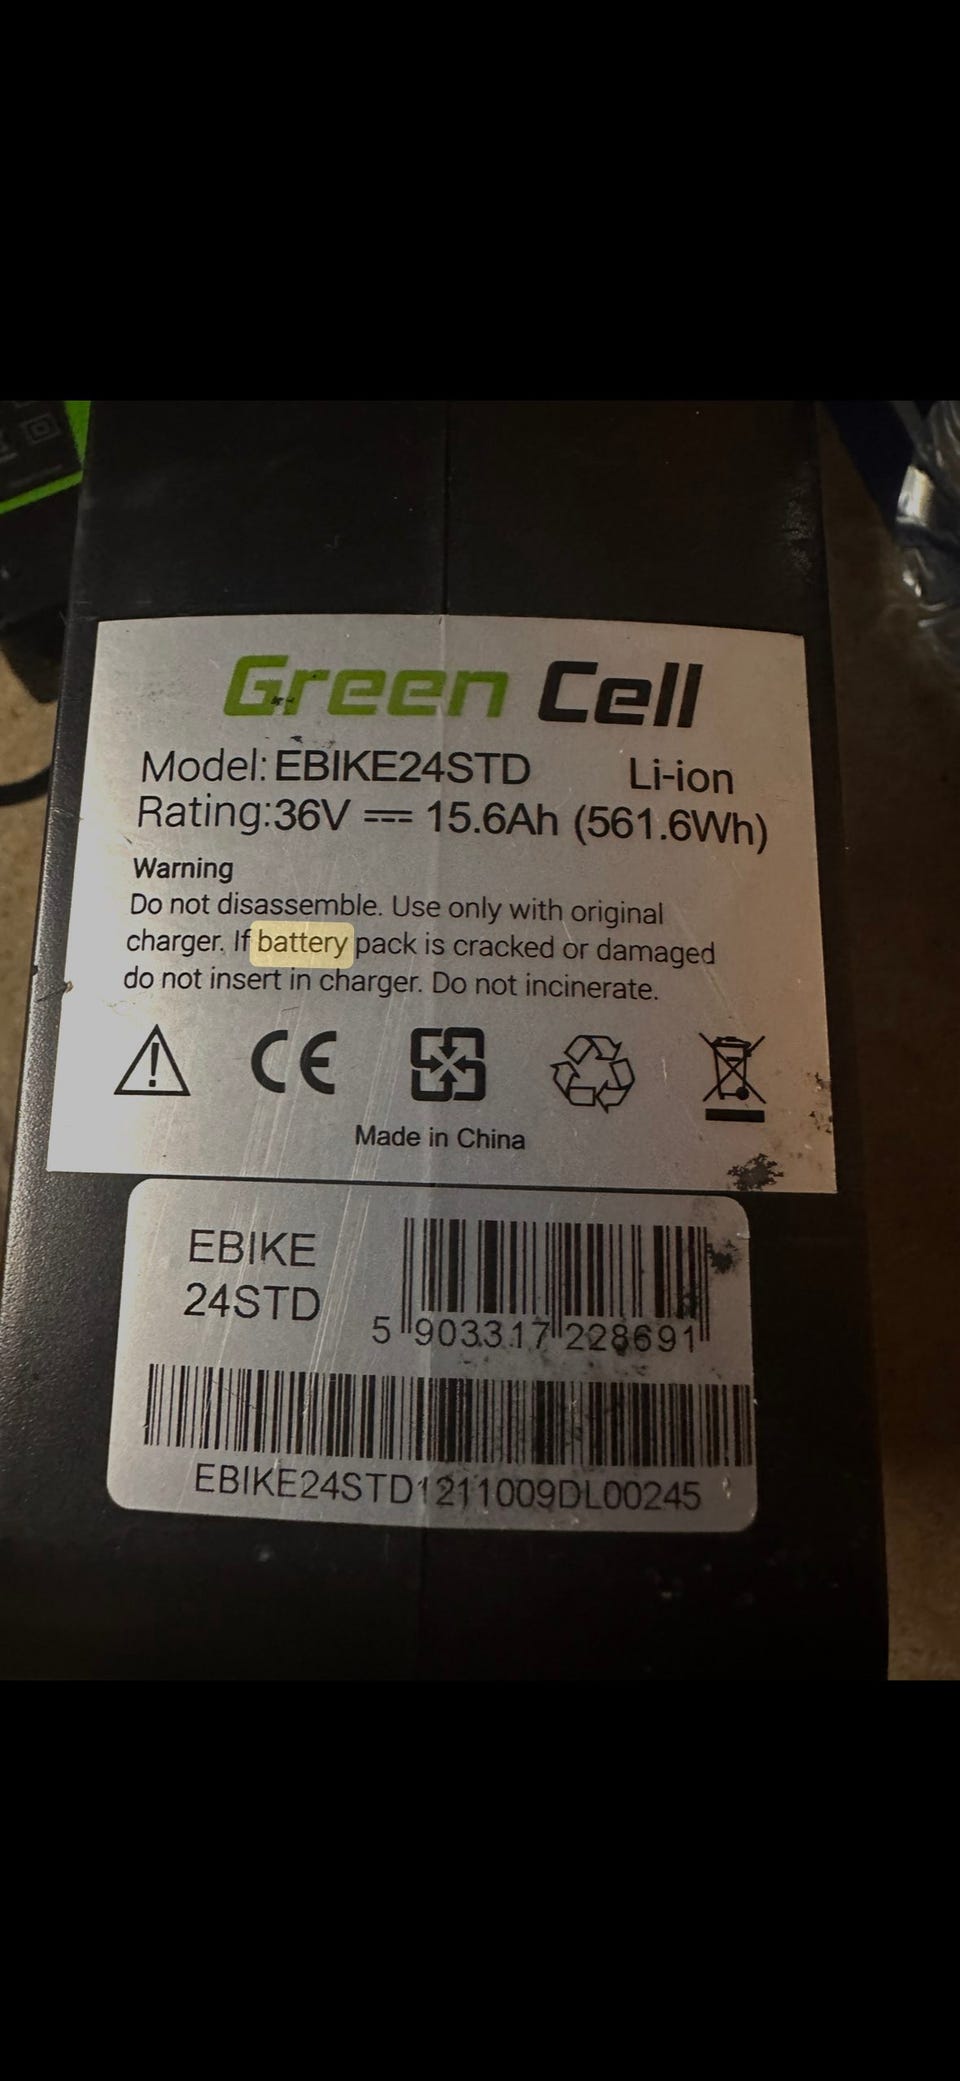 Green Cell
Model: EBIKE24STD Li-ion
Rating:36V 15.6Ah (561.6Wh)
Warning
Do not disassemble. Use only with original
charger. If battery pack is cracked or damaged
do not insert in charger. Do not incinerate.
CE
Made in China
EBIKE
24STD
5 903317 228691
EBIKE24STD1211009DL00245